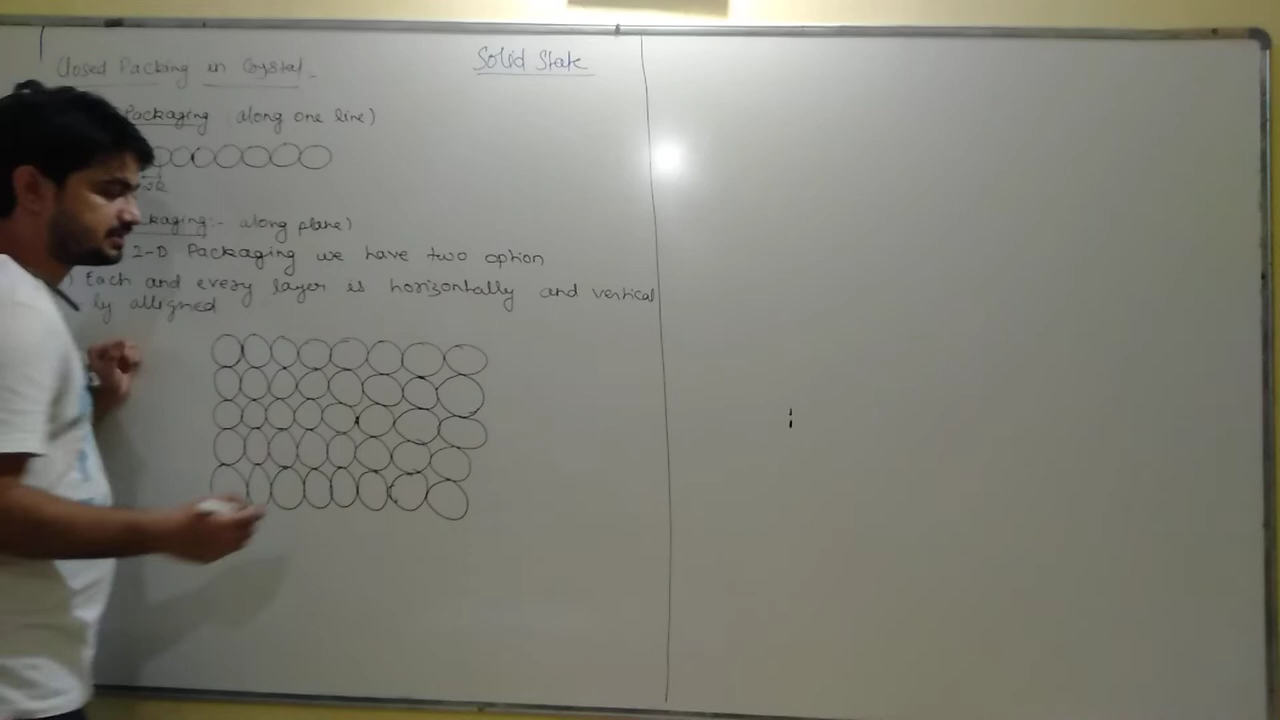 Solid State
Closed Packing in Crystal
Packaging along one line)
2R
kaging:- along plane)
2-D Packaging we have two option
) Each and every layer is horizontally and vertical
ly alligned